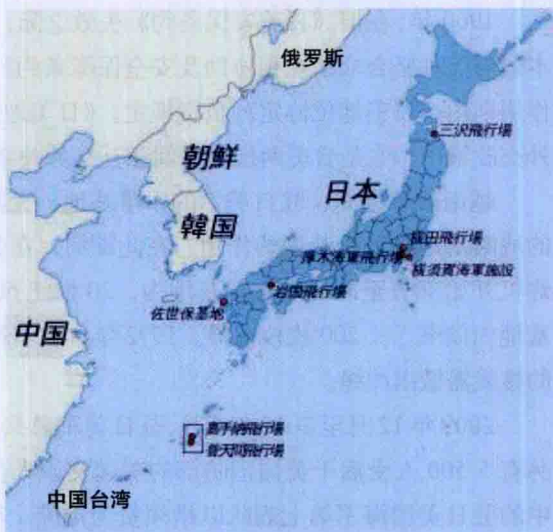 俄罗斯
三沢飛行場
朝鮮
日本
韓国
横田飛行場
厚木海軍飛行場
横須賀海軍施設
岩国飛行場
佐世保基地
中国
嘉手納飛行場
普天間飛行場
中国台湾